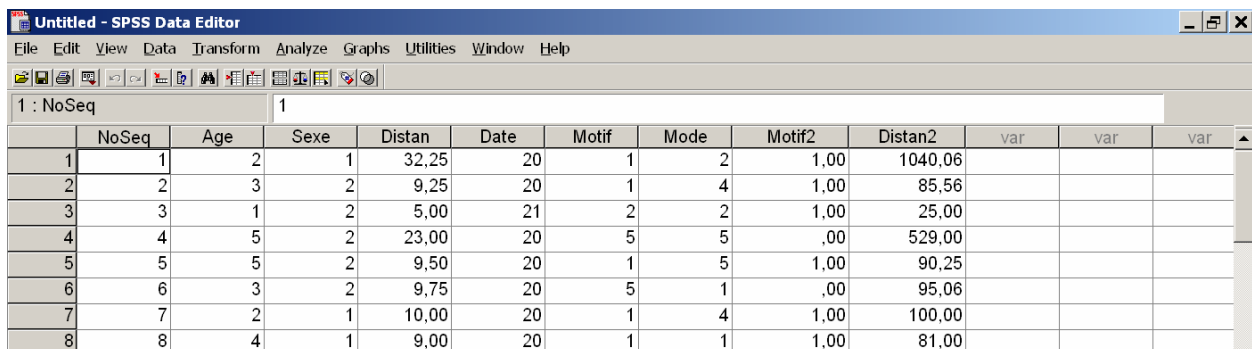 Untitled - SPSS Data Editor
File Edit View Data Transform Analyze Graphs Utilities Window Help
1 : NoSeq 1
NoSeq Age Sexe Distan Date Motif Mode Motif2 Distan2 var var var
1 1 2 1 32,25 20 1 2 1,00 1040,06
2 2 3 2 9,25 20 1 4 1,00 85,56
3 3 1 2 5,00 21 2 2 1,00 25,00
4 4 5 2 23,00 20 5 5 ,00 529,00
5 5 5 2 9,50 20 1 5 1,00 90,25
6 6 3 2 9,75 20 5 1 ,00 95,06
7 7 2 1 10,00 20 1 4 1,00 100,00
8 8 4 1 9,00 20 1 1 1,00 81,00